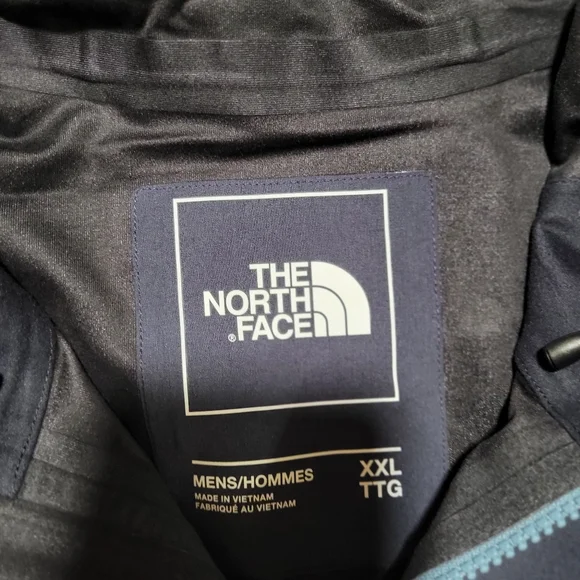 THE
NORTH
®FACE
MENS/HOMMES XXL
TTG
MADE IN VIETNAM
FABRIQUÉ AU VIETNAM